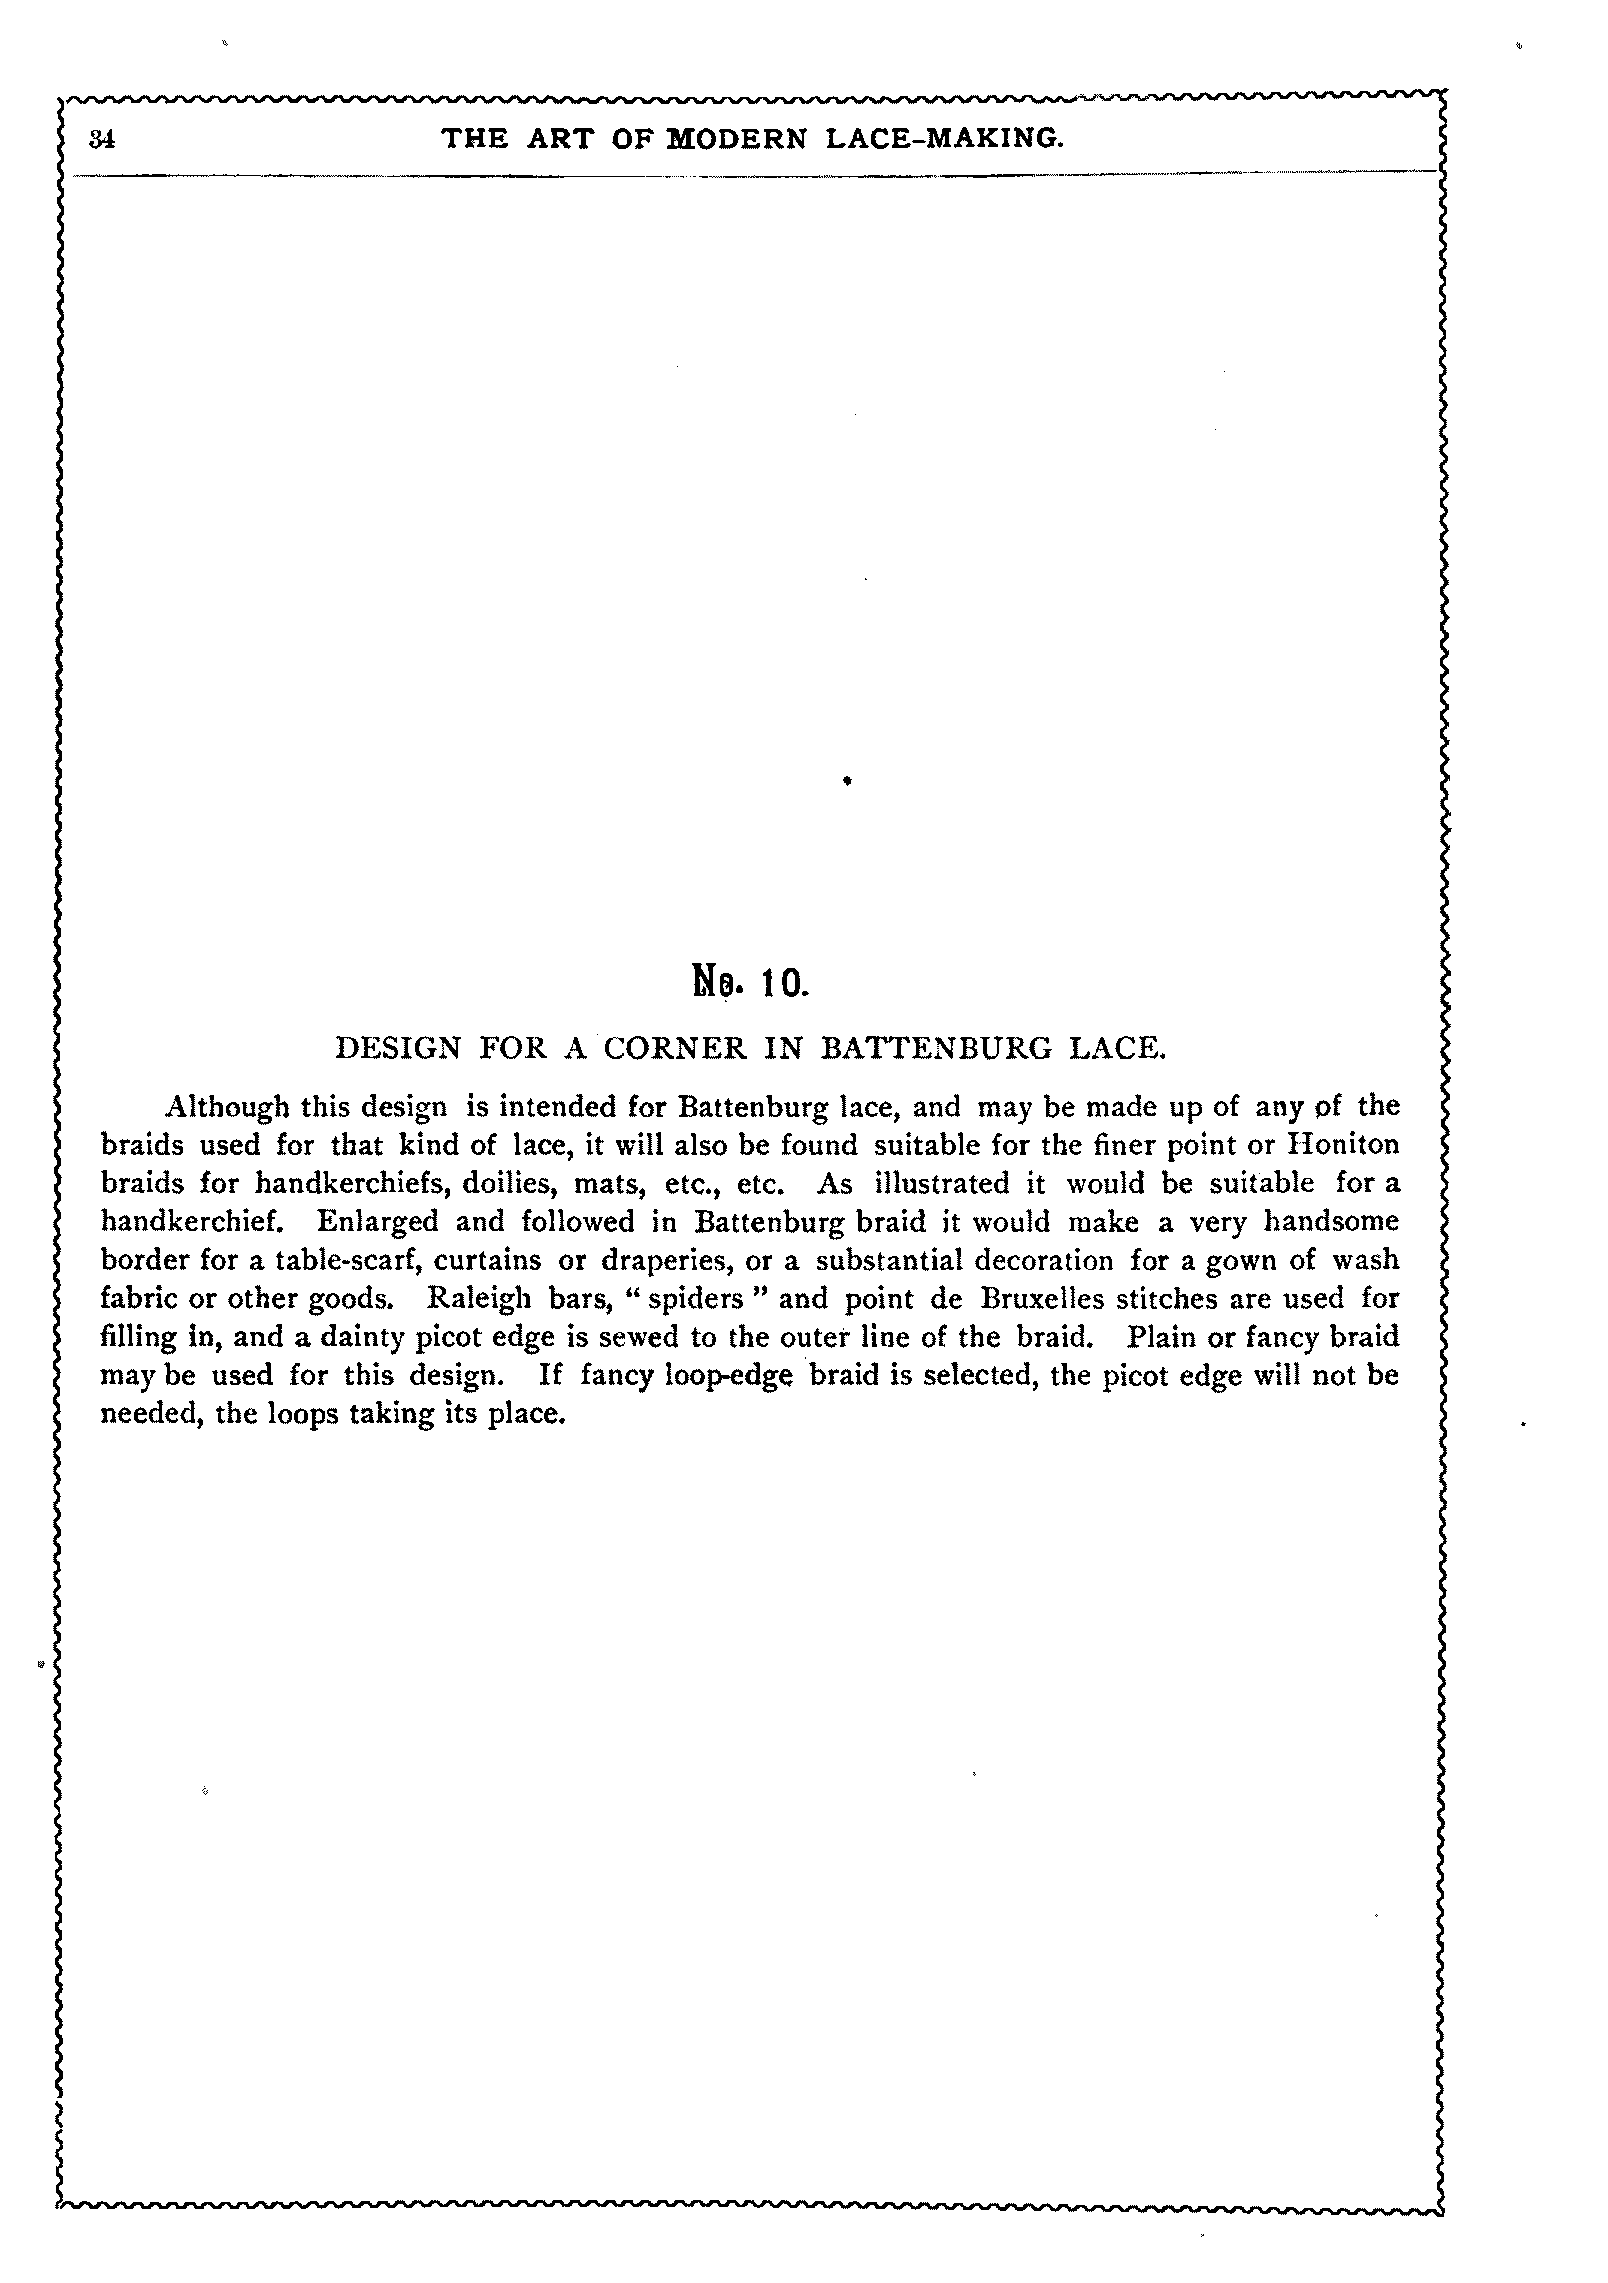 34
THE ART OF MODERN LACE-MAKING.
No. 10.
DESIGN FOR A CORNER IN BATTENBURG LACE.
Although this design is intended for Battenburg lace, and may be made up of any of the
braids used for that kind of lace, it will also be found suitable for the finer point or Honiton
braids for handkerchiefs, doilies, mats, etc., etc. As illustrated it would be suitable for a
handkerchief. Enlarged and followed in Battenburg braid it would make a very handsome
border for a table-scarf, curtains or draperies, or a substantial decoration for a gown of wash
fabric or other goods. Raleigh bars, “ spiders ” and point de Bruxelles stitches are used for
filling in, and a dainty picot edge is sewed to the outer line of the braid. Plain or fancy braid
may be used for this design. If fancy loop-edge braid is selected, the picot edge will not be
needed, the loops taking its place.